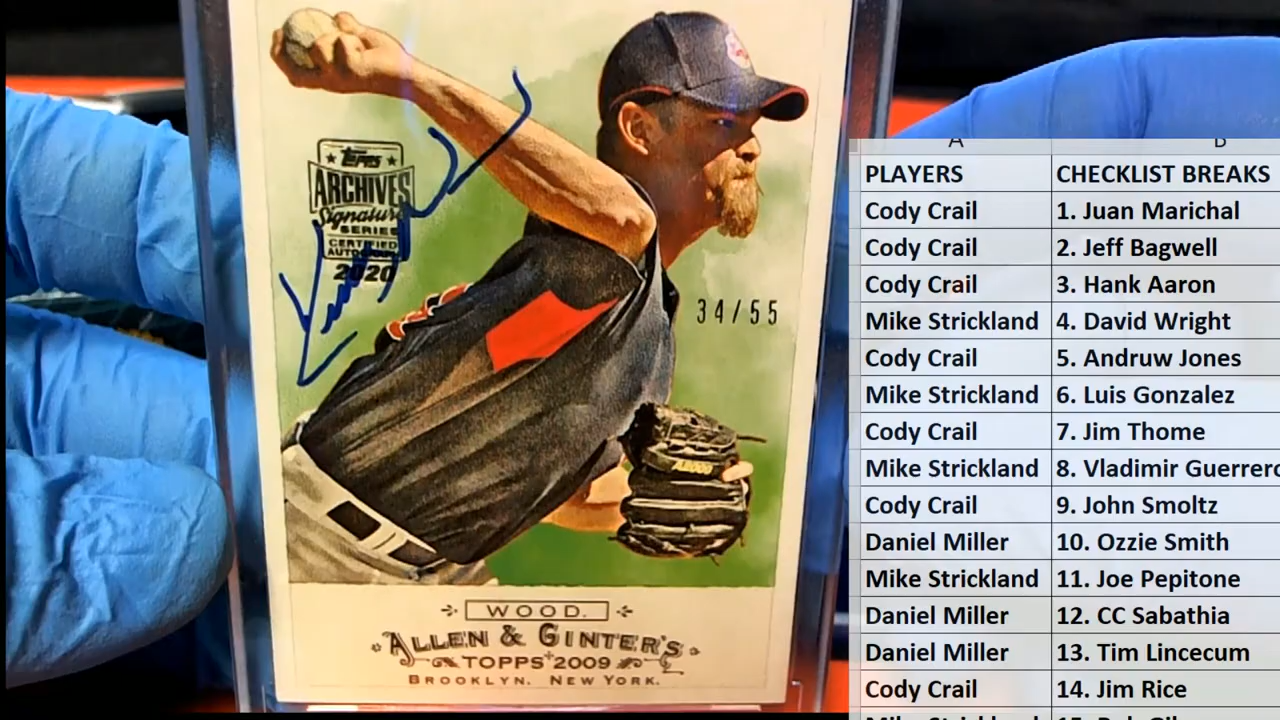 TOPPS
ARCHIVES
Signature
SERIES
CERTIFIED
AUTO
2020
34/55
A2000
WOOD.
ALLEN & GINTER'S
TOPPS 2009
BROOKLYN. NEW YORK.
A B
PLAYERS CHECKLIST BREAKS
Cody Crail 1. Juan Marichal
Cody Crail 2. Jeff Bagwell
Cody Crail 3. Hank Aaron
Mike Strickland 4. David Wright
Cody Crail 5. Andruw Jones
Mike Strickland 6. Luis Gonzalez
Cody Crail 7. Jim Thome
Mike Strickland 8. Vladimir Guerrero
Cody Crail 9. John Smoltz
Daniel Miller 10. Ozzie Smith
Mike Strickland 11. Joe Pepitone
Daniel Miller 12. CC Sabathia
Daniel Miller 13. Tim Lincecum
Cody Crail 14. Jim Rice